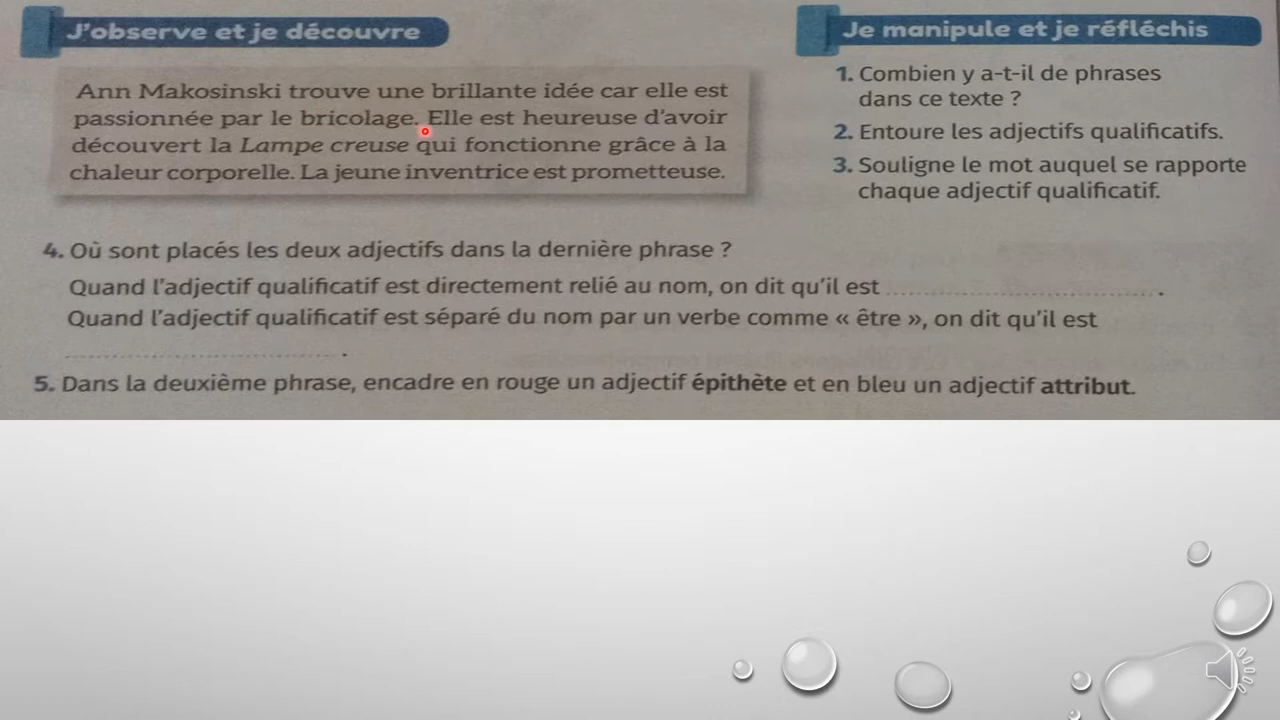 J'observe et je découvre
Ann Makosinski trouve une brillante idée car elle est
passionnée par le bricolage. Elle est heureuse d'avoir
découvert la Lampe creuse qui fonctionne grâce à la
chaleur corporelle. La jeune inventrice est prometteuse.
Je manipule et je réfléchis
1. Combien y a-t-il de phrases
dans ce texte ?
2. Entoure les adjectifs qualificatifs.
3. Souligne le mot auquel se rapporte
chaque adjectif qualificatif.
4. Où sont placés les deux adjectifs dans la dernière phrase ?
Quand l'adjectif qualificatif est directement relié au nom, on dit qu'il est ............................... .
Quand l'adjectif qualificatif est séparé du nom par un verbe comme « être », on dit qu'il est
............................... .
5. Dans la deuxième phrase, encadre en rouge un adjectif épithète et en bleu un adjectif attribut.